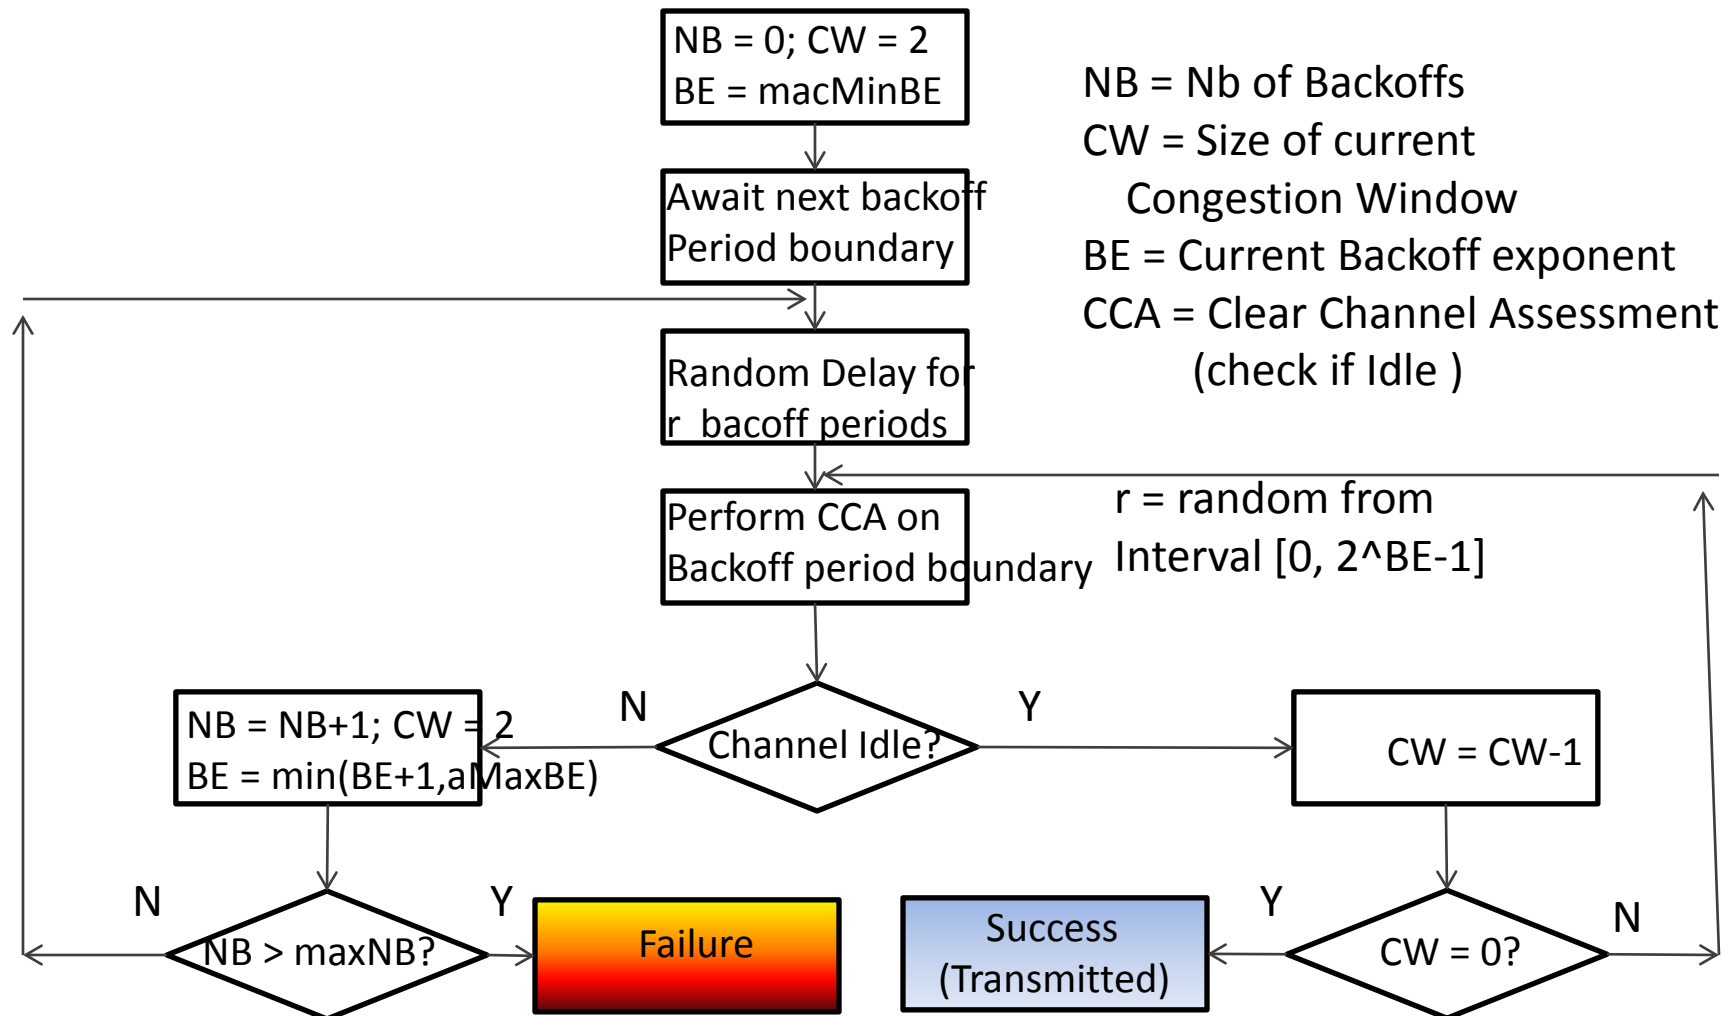 NB = 0; CW = 2
BE = macMinBE
Await next backoff
Period boundary
Random Delay for
r bacoff periods
Perform CCA on
Backoff period boundary
NB = Nb of Backoffs
CW = Size of current
Congestion Window
BE = Current Backoff exponent
CCA = Clear Channel Assessment
(check if Idle )
r = random from
Interval [0, 2^BE-1]
N
Channel Idle?
Y
NB = NB+1; CW = 2
BE = min(BE+1,aMaxBE)
CW = CW-1
N
NB > maxNB?
Y
Failure
Success
(Transmitted)
Y
CW = 0?
N